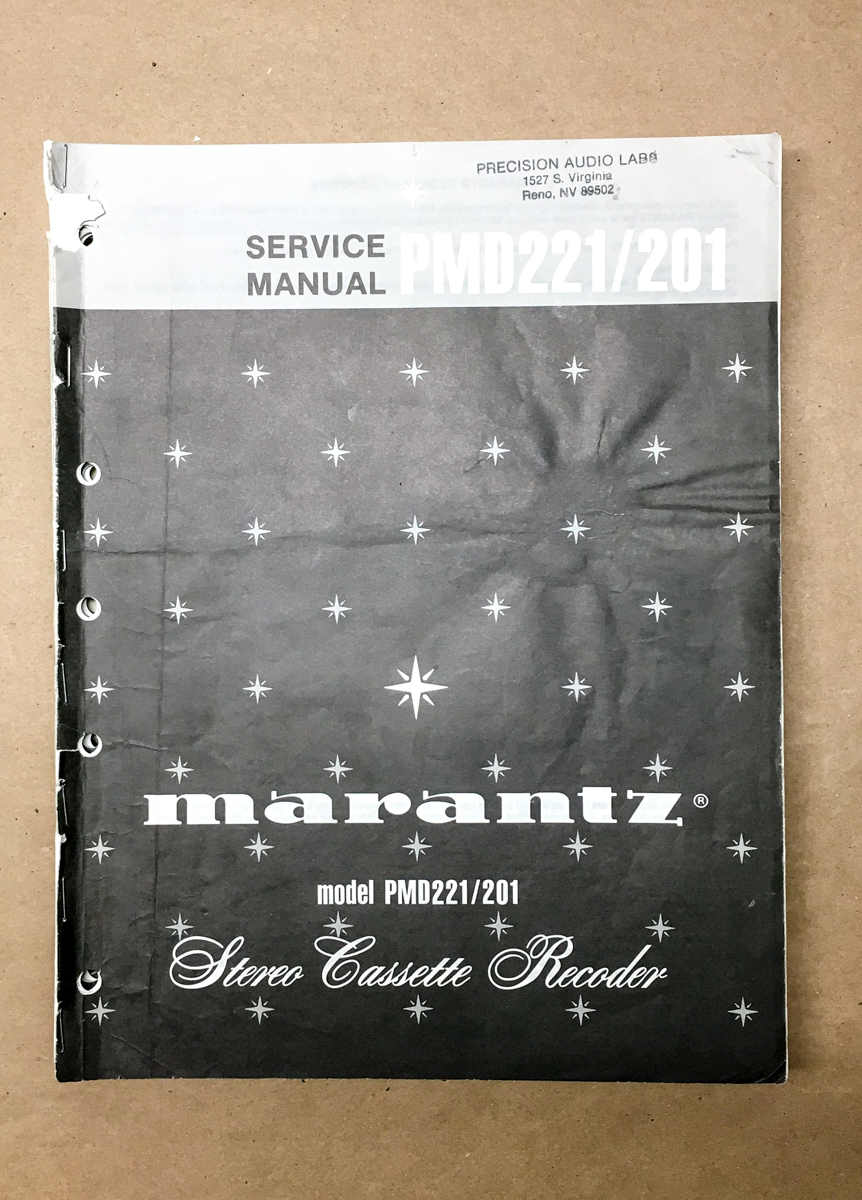 PRECISION AUDIO LABS
1527 S. Virginia
Reno, NV 89502
SERVICE
MANUAL
PMD221/201
marantz®
model PMD221/201
Stereo Cassette Recoder